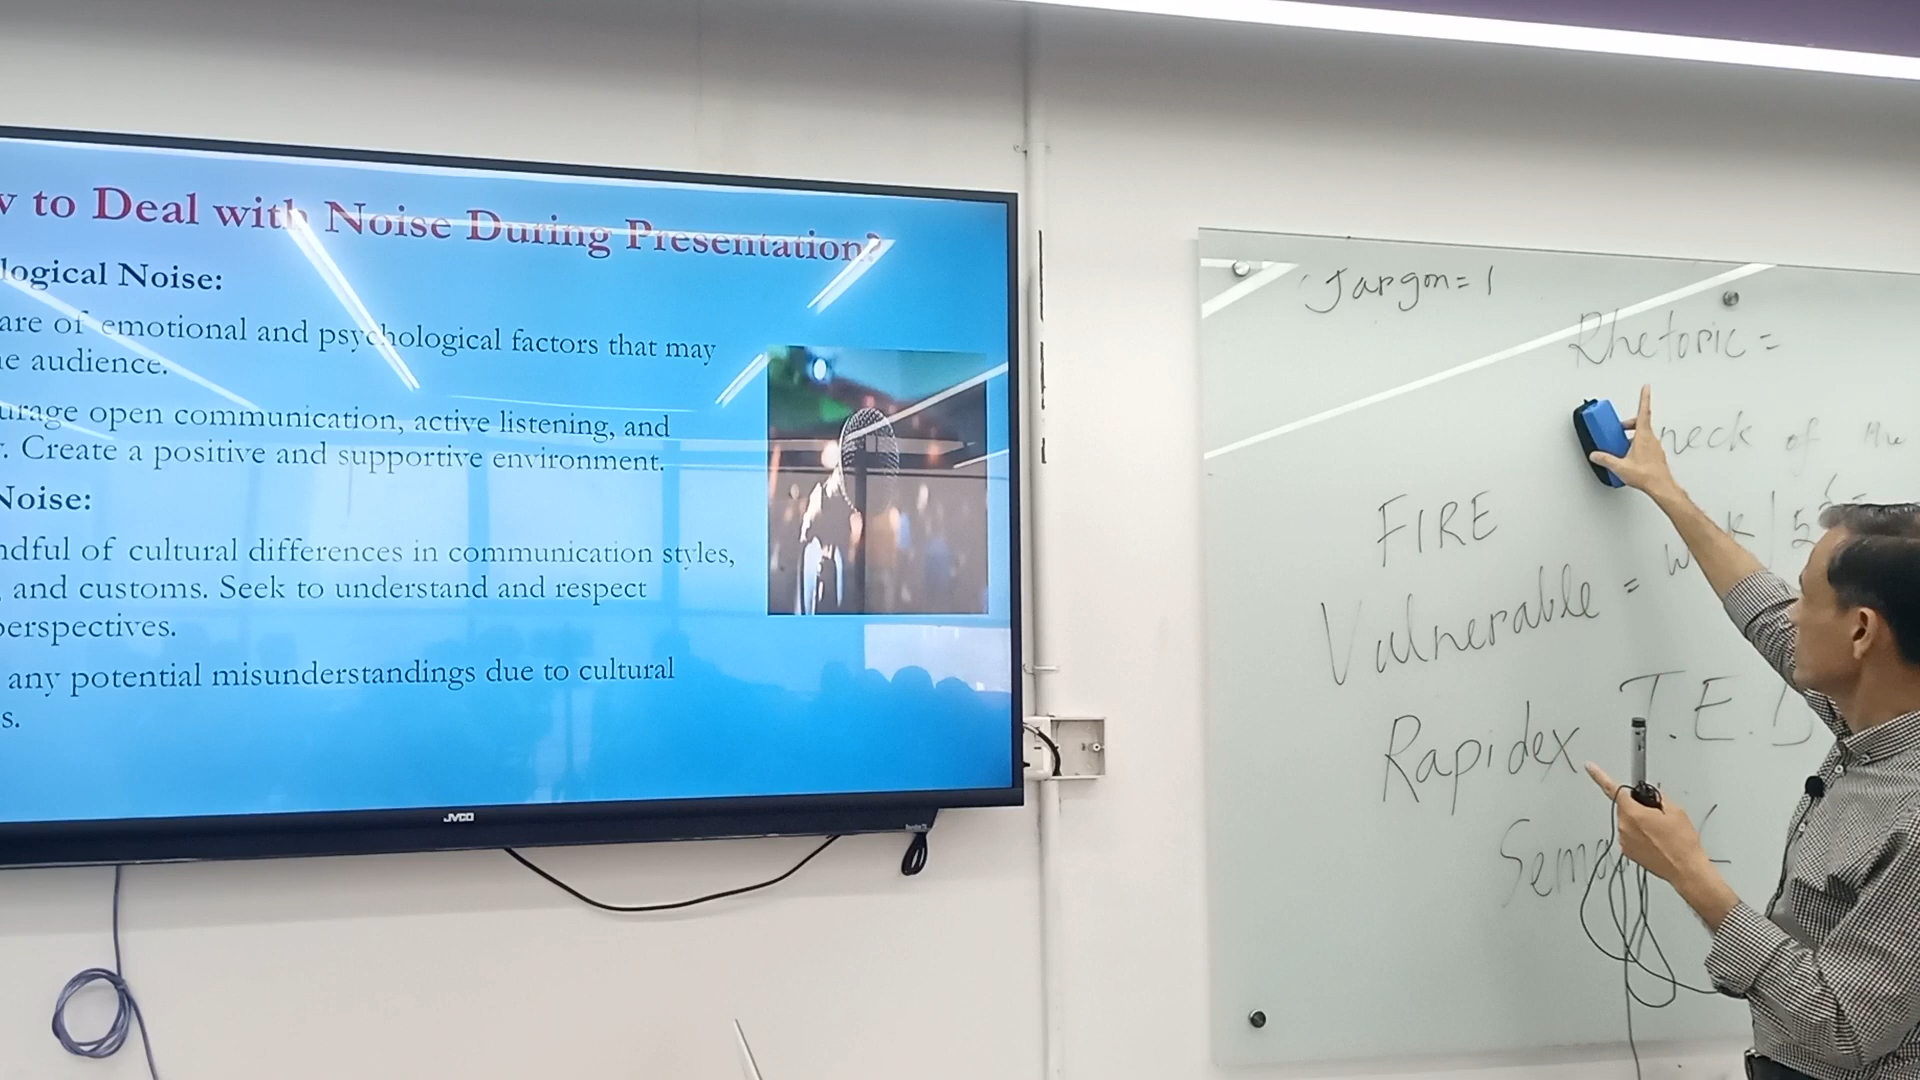 to Deal with Noise During Presentation?
logical Noise:
are of emotional and psychological factors that may
audience.
urage open communication, active listening, and
. Create a positive and supportive environment.
Noise:
dful of cultural differences in communication styles,
, and customs. Seek to understand and respect
perspectives.
any potential misunderstandings due to cultural
s.
JVCO
Jargon = 1
Rhetoric =
neck of the
FIRE
Vulnerable =
Rapidex T.E.